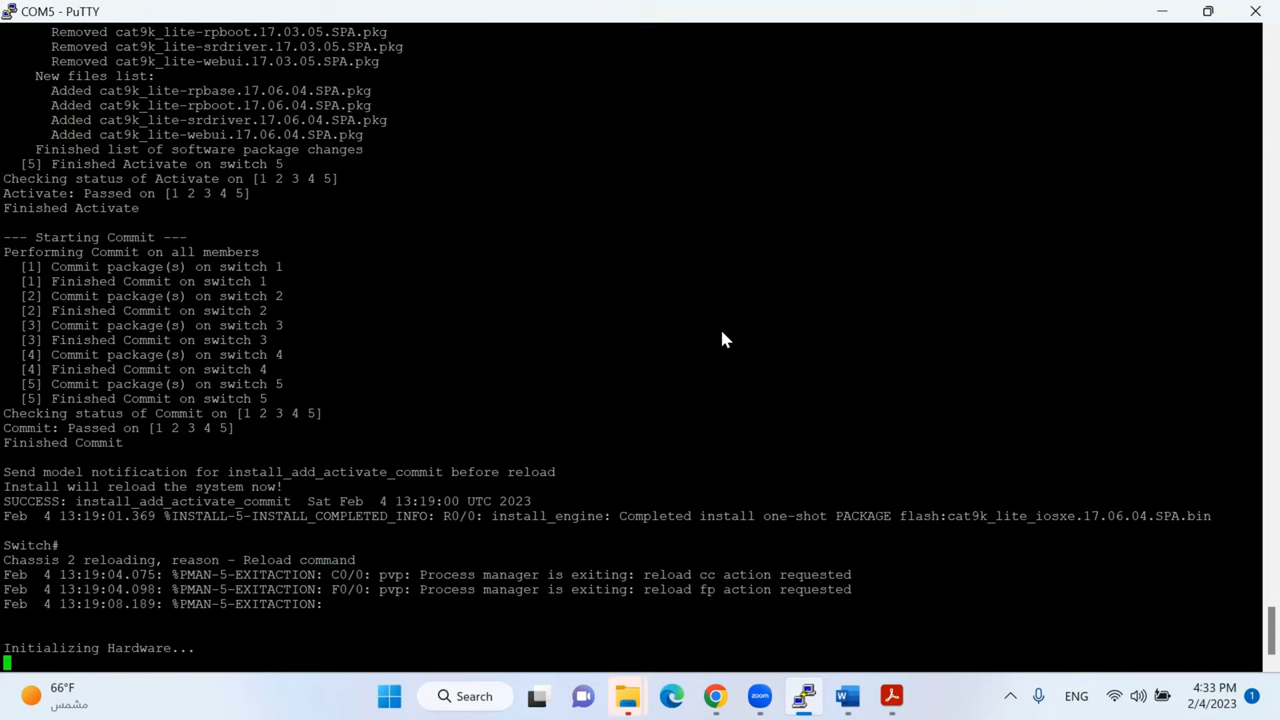 COM5 - PuTTY
Removed cat9k_lite-rpboot.17.03.05.SPA.pkg
Removed cat9k_lite-srdriver.17.03.05.SPA.pkg
Removed cat9k_lite-webui.17.03.05.SPA.pkg
New files list:
Added cat9k_lite-rpbase.17.06.04.SPA.pkg
Added cat9k_lite-rpboot.17.06.04.SPA.pkg
Added cat9k_lite-srdriver.17.06.04.SPA.pkg
Added cat9k_lite-webui.17.06.04.SPA.pkg
Finished list of software package changes
[5] Finished Activate on switch 5
Checking status of Activate on [1 2 3 4 5]
Activate: Passed on [1 2 3 4 5]
Finished Activate
--- Starting Commit ---
Performing Commit on all members
[1] Commit package(s) on switch 1
[1] Finished Commit on switch 1
[2] Commit package(s) on switch 2
[2] Finished Commit on switch 2
[3] Commit package(s) on switch 3
[3] Finished Commit on switch 3
[4] Commit package(s) on switch 4
[4] Finished Commit on switch 4
[5] Commit package(s) on switch 5
[5] Finished Commit on switch 5
Checking status of Commit on [1 2 3 4 5]
Commit: Passed on [1 2 3 4 5]
Finished Commit
Send model notification for install_add_activate_commit before reload
Install will reload the system now!
SUCCESS: install_add_activate_commit  Sat Feb  4 13:19:00 UTC 2023
Feb  4 13:19:01.369 %INSTALL-5-INSTALL_COMPLETED_INFO: R0/0: install_engine: Completed install one-shot PACKAGE flash:cat9k_lite_iosxe.17.06.04.SPA.bin
Switch#
Chassis 2 reloading, reason - Reload command
Feb  4 13:19:04.075: %PMAN-5-EXITACTION: C0/0: pvp: Process manager is exiting: reload cc action requested
Feb  4 13:19:04.098: %PMAN-5-EXITACTION: F0/0: pvp: Process manager is exiting: reload fp action requested
Feb  4 13:19:08.189: %PMAN-5-EXITACTION:
Initializing Hardware...
66°F
مشمس
Search
zoom
ENG
4:33 PM
2/4/2023
1